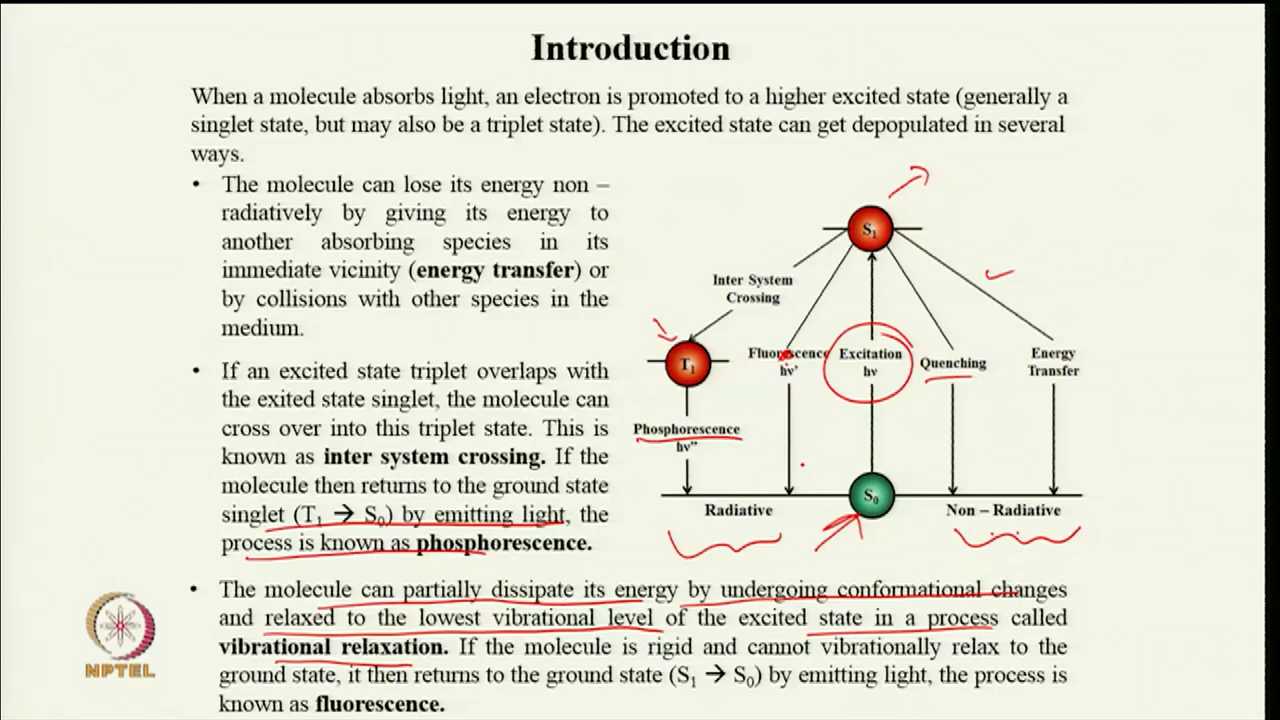 Introduction
When a molecule absorbs light, an electron is promoted to a higher excited state (generally a
singlet state, but may also be a triplet state). The excited state can get depopulated in several
ways.
• The molecule can lose its energy non –
radiatively by giving its energy to
another absorbing species in its
immediate vicinity (energy transfer) or
by collisions with other species in the
medium.
• If an excited state triplet overlaps with
the exited state singlet, the molecule can
cross over into this triplet state. This is
known as inter system crossing. If the
molecule then returns to the ground state
singlet (T₁ → S₀) by emitting light, the
process is known as phosphorescence.
S₁
Inter System
Crossing
T₁
Fluorescence
hν'
Excitation
hν
Quenching
Energy
Transfer
Phosphorescence
hν"
S₀
Radiative
Non – Radiative
• The molecule can partially dissipate its energy by undergoing conformational changes
and relaxed to the lowest vibrational level of the excited state in a process called
vibrational relaxation. If the molecule is rigid and cannot vibrationally relax to the
ground state, it then returns to the ground state (S₁ → S₀) by emitting light, the process is
known as fluorescence.
NPTEL